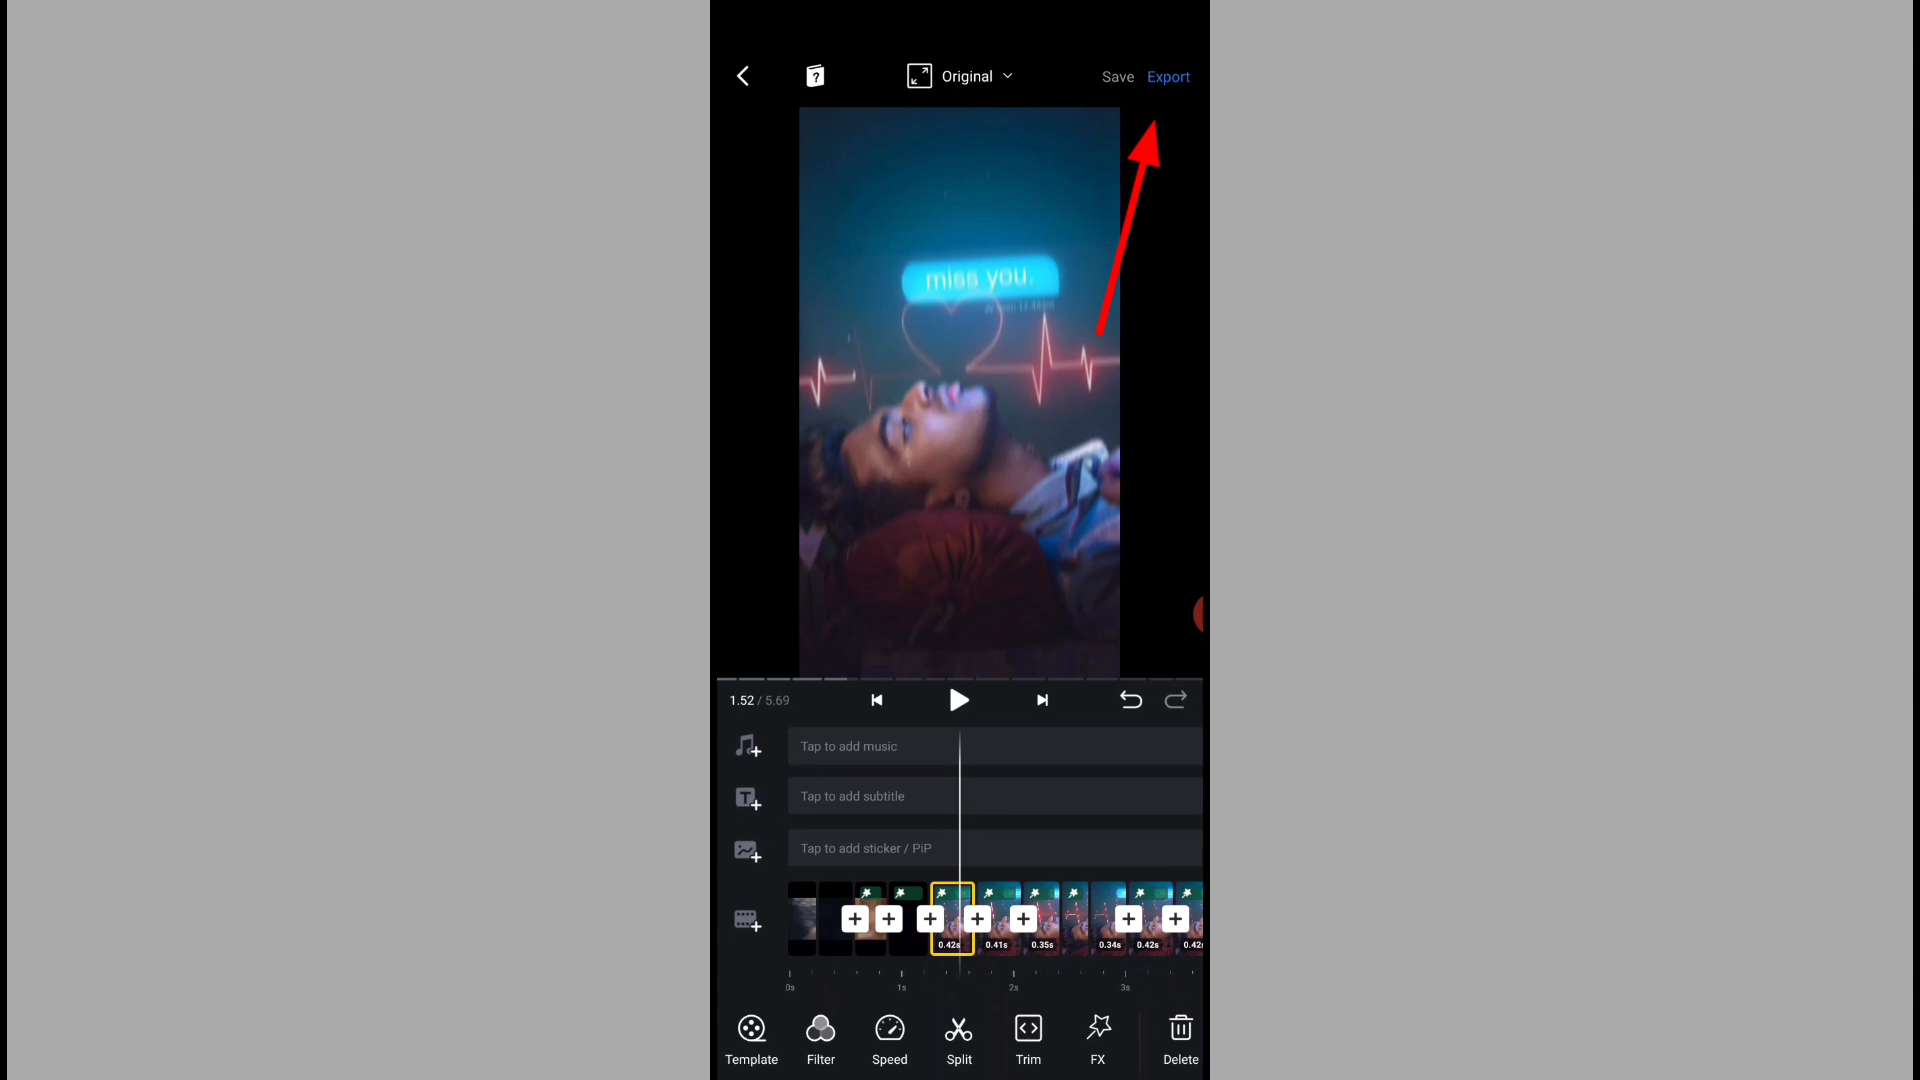 Original
Save Export
miss you.
1.52 / 5.69
Tap to add music
Tap to add subtitle
Tap to add sticker / PiP
0.42s 0.41s 0.35s 0.34s 0.42s 0.42s
0s 1s 2s 3s
Template Filter Speed Split Trim FX Delete